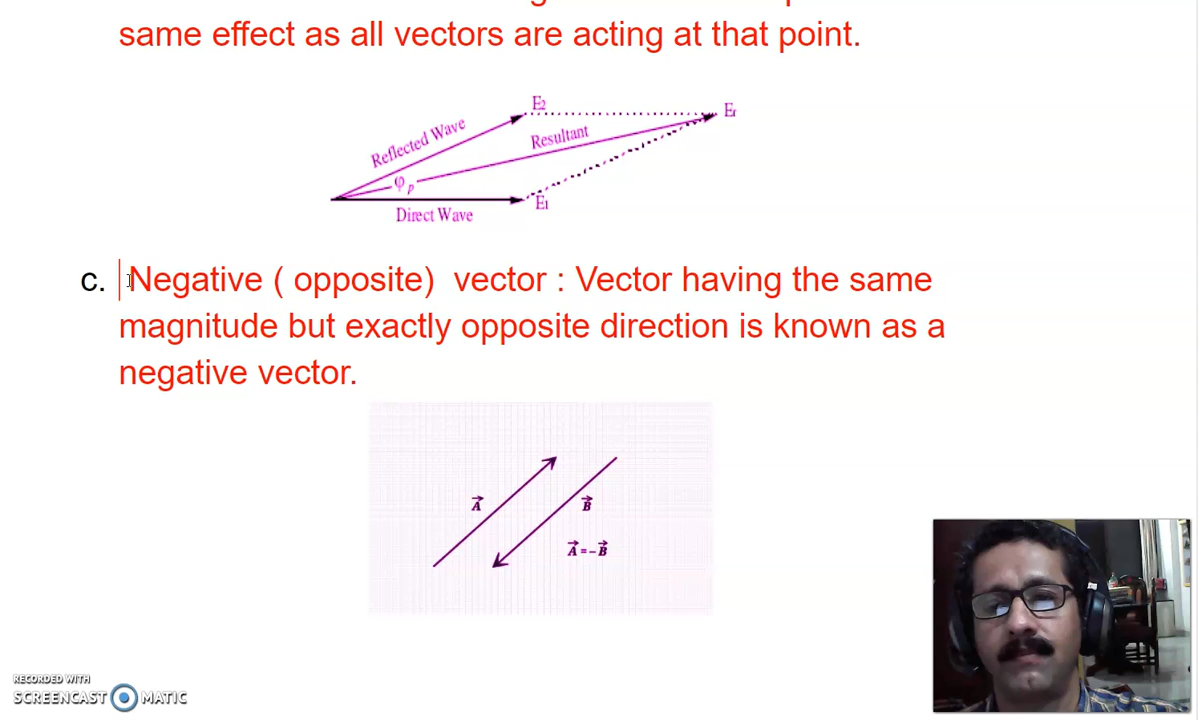 same effect as all vectors are acting at that point.
E2
Er
Reflected Wave
Resultant
φp
E1
Direct Wave
c. Negative ( opposite) vector : Vector having the same
magnitude but exactly opposite direction is known as a
negative vector.
A⃗
B⃗
A⃗ = – B⃗
RECORDED WITH
SCREENCAST MATIC